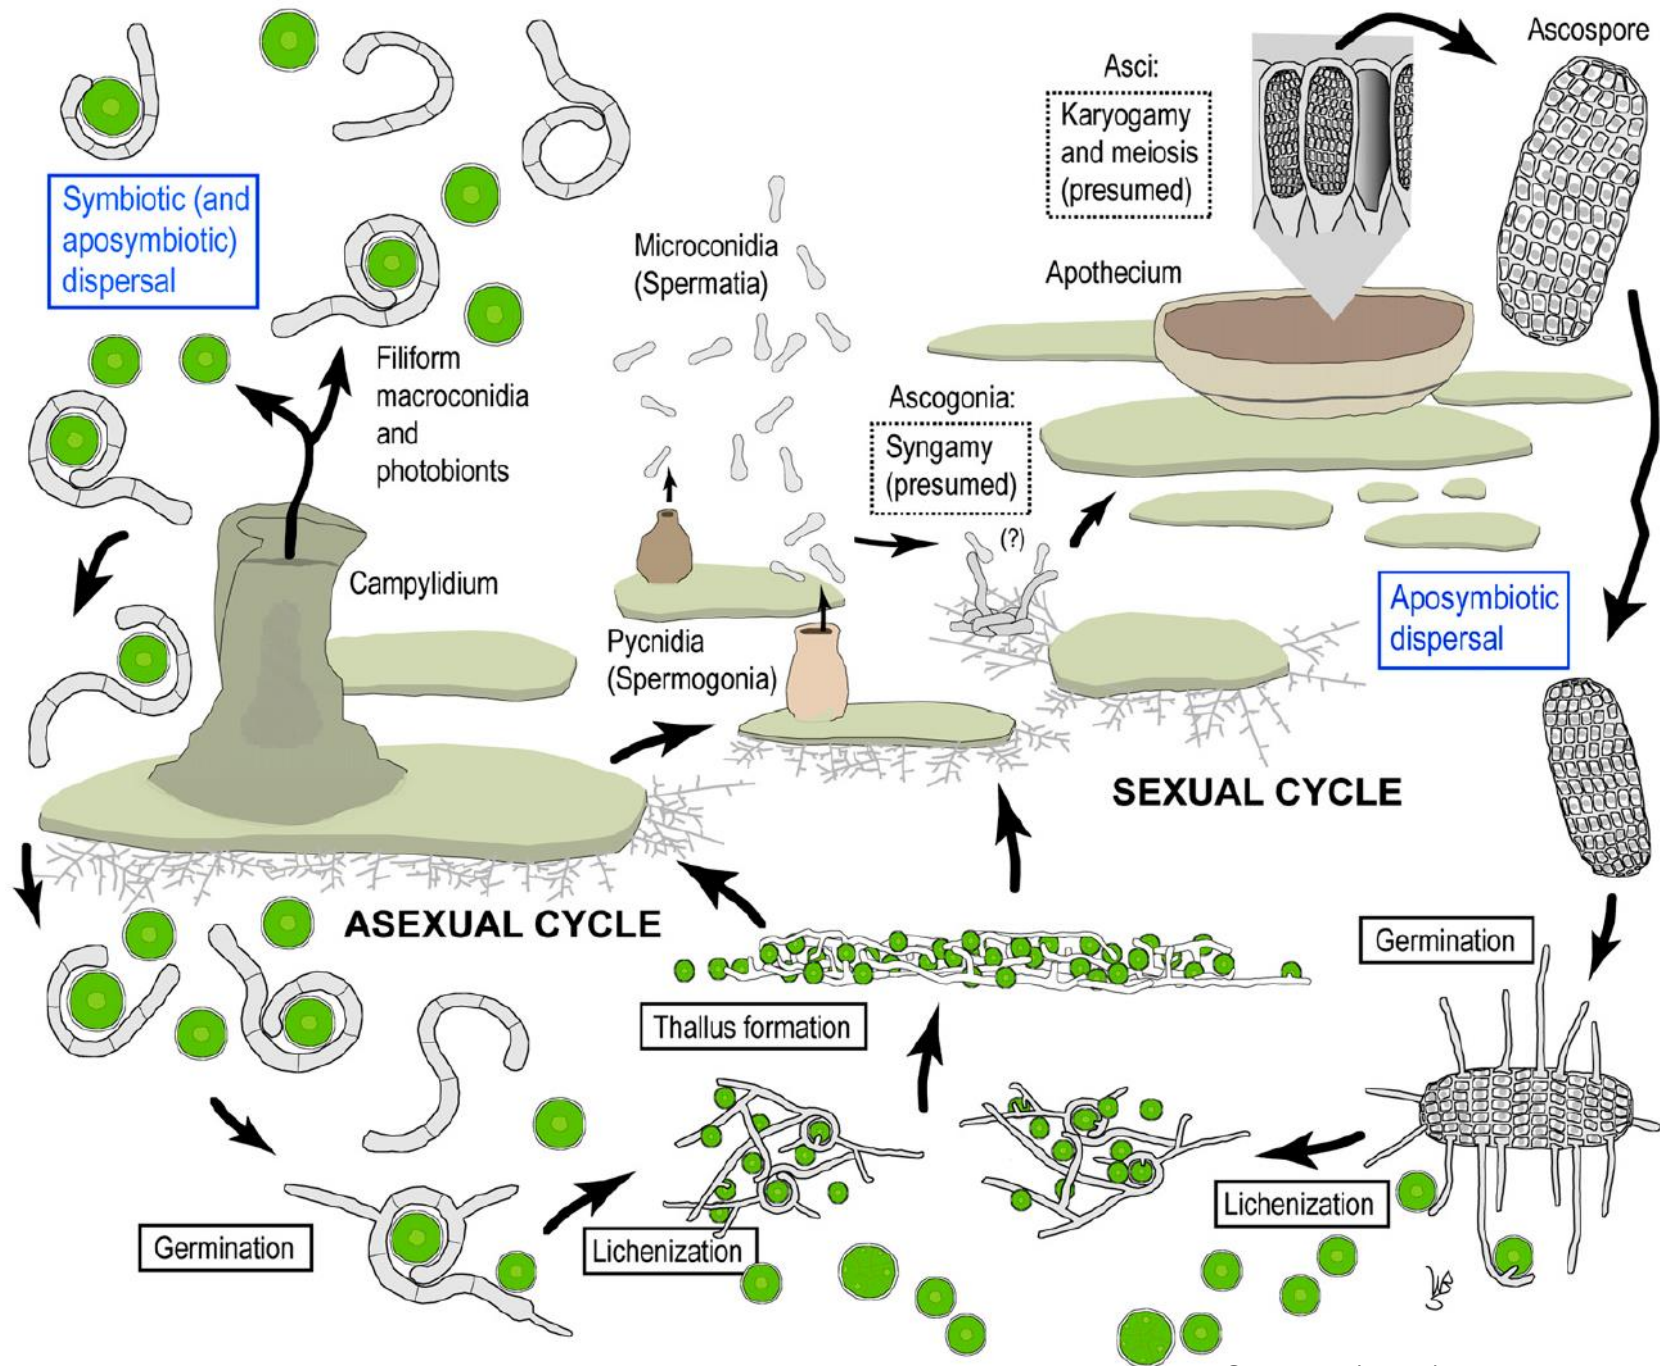 Ascospore
Asci:
Karyogamy
and meiosis
(presumed)
Symbiotic (and
aposymbiotic)
dispersal
Microconidia
(Spermatia)
Apothecium
Filiform
macroconidia
and
photobionts
Ascogonia:
Syngamy
(presumed)
(?)
Campylidium
Aposymbiotic
dispersal
Pycnidia
(Spermogonia)
SEXUAL CYCLE
ASEXUAL CYCLE
Germination
Thallus formation
Lichenization
Germination
Lichenization